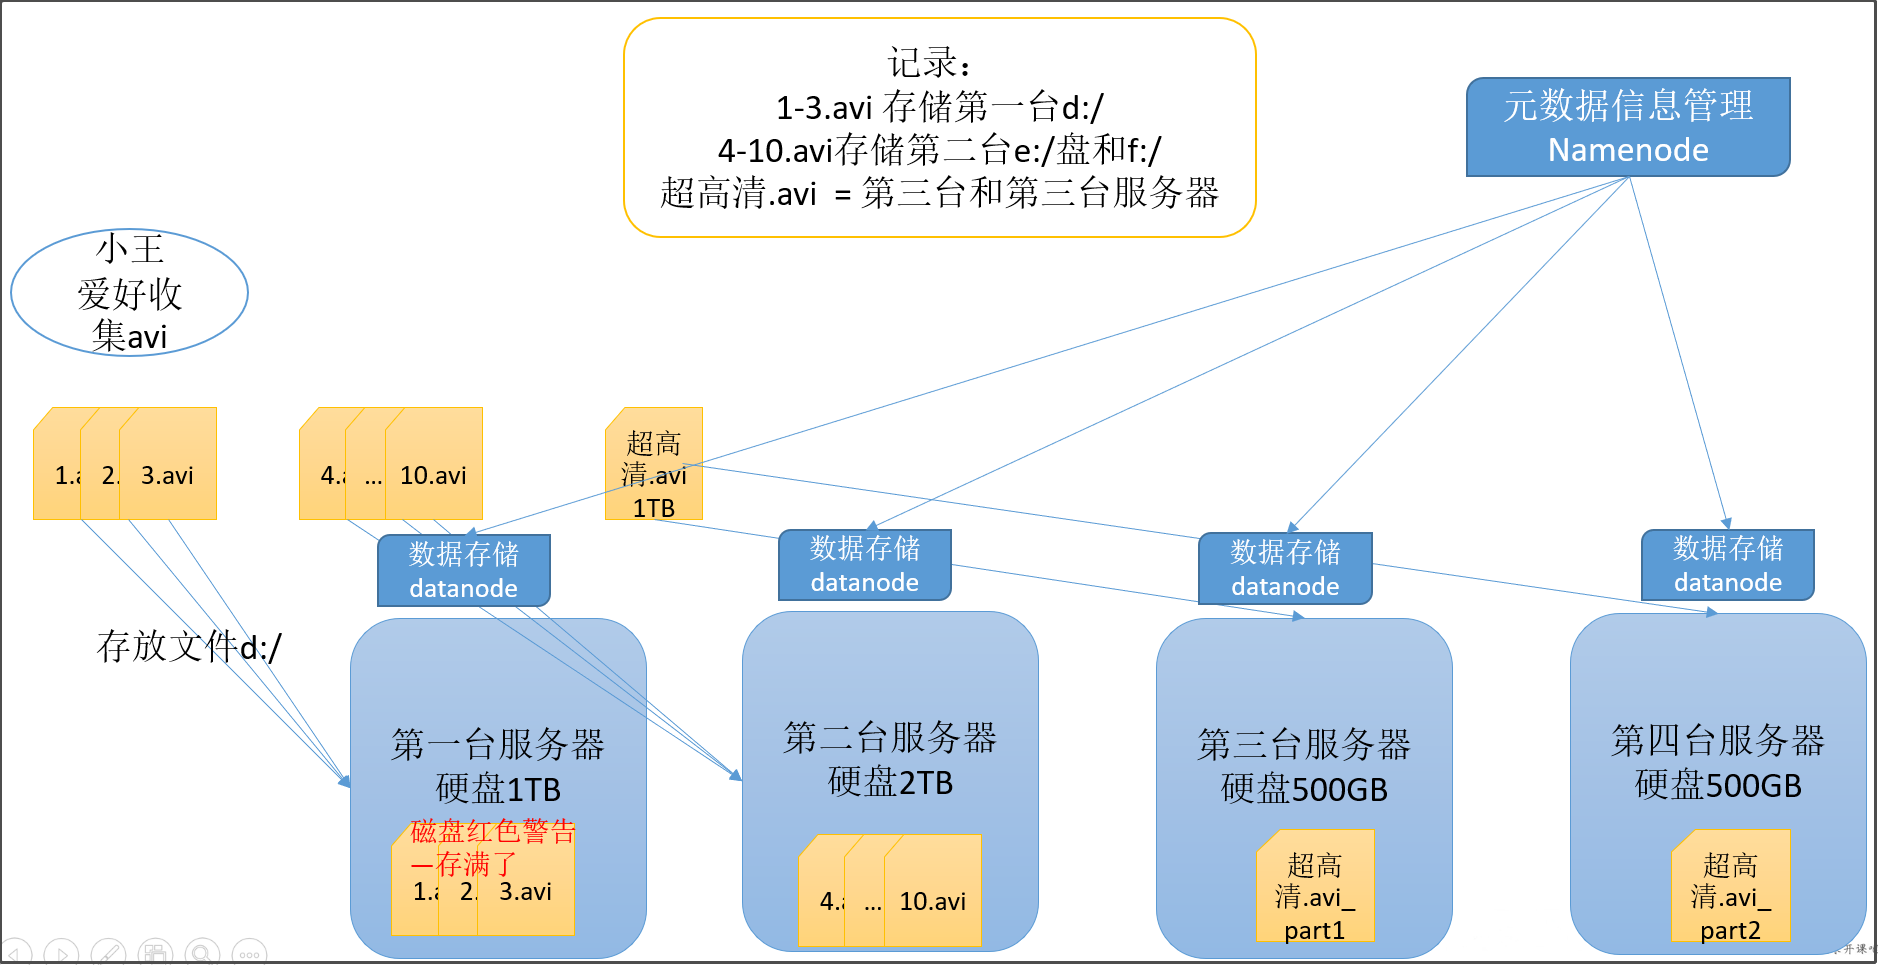 记录：
1-3.avi 存储第一台d:/
4-10.avi存储第二台e:/盘和f:/
超高清.avi = 第三台和第三台服务器
元数据信息管理
Namenode
小王
爱好收
集avi
1.a
2.
3.avi
4.a
...
10.avi
超高
清.avi
1TB
数据存储
datanode
数据存储
datanode
数据存储
datanode
数据存储
datanode
存放文件d:/
第一台服务器
硬盘1TB
磁盘红色警告
—存满了
1.a
2.
3.avi
第二台服务器
硬盘2TB
4.a
...
10.avi
第三台服务器
硬盘500GB
超高
清.avi_
part1
第四台服务器
硬盘500GB
超高
清.avi_
part2